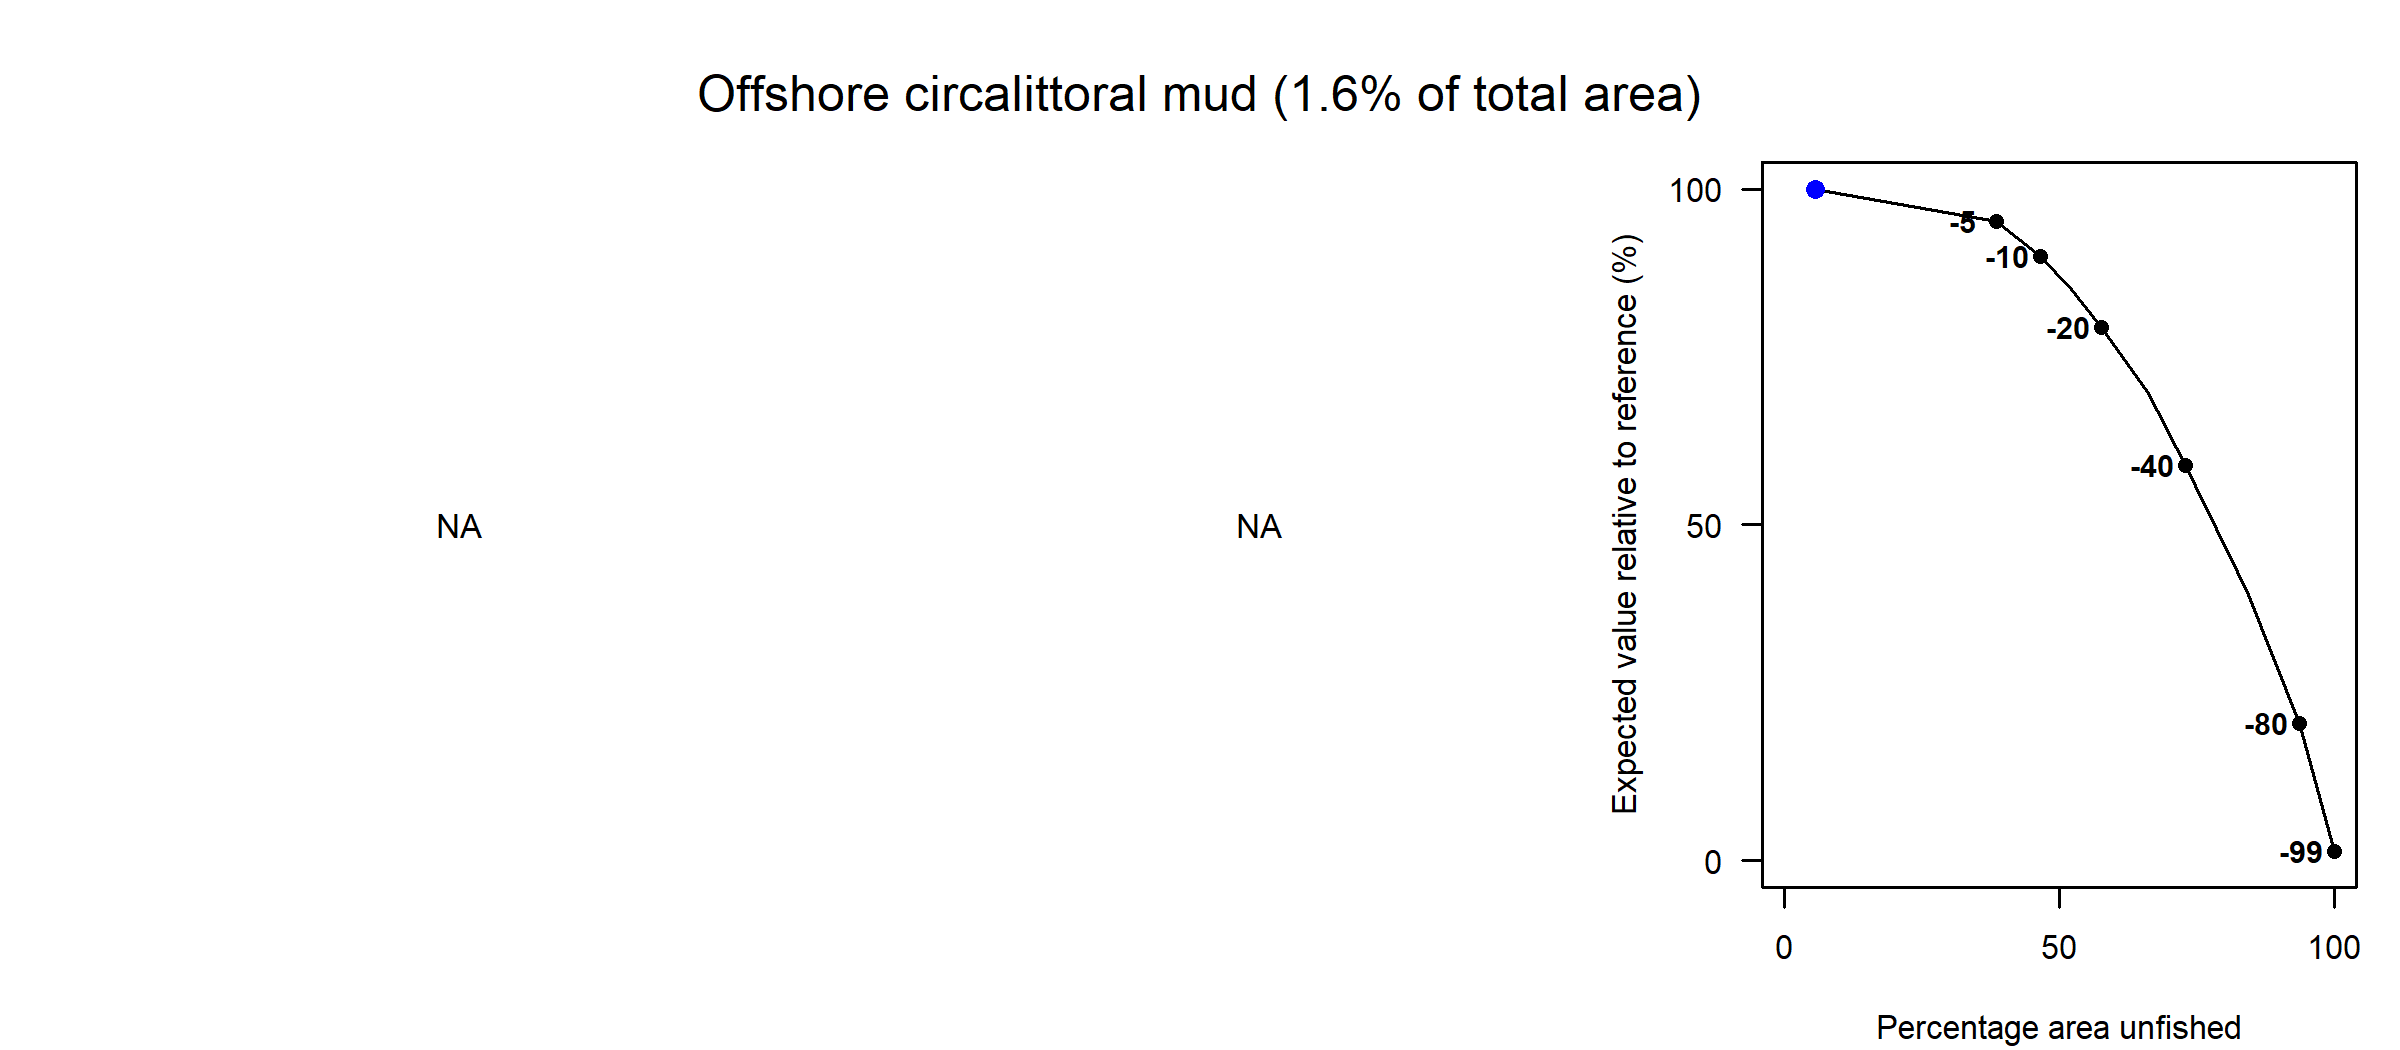 Offshore circalittoral mud (1.6% of total area)
NA
NA
Expected value relative to reference (%)
100
50
0
-5
-10
-20
-40
-80
-99
0 50 100
Percentage area unfished